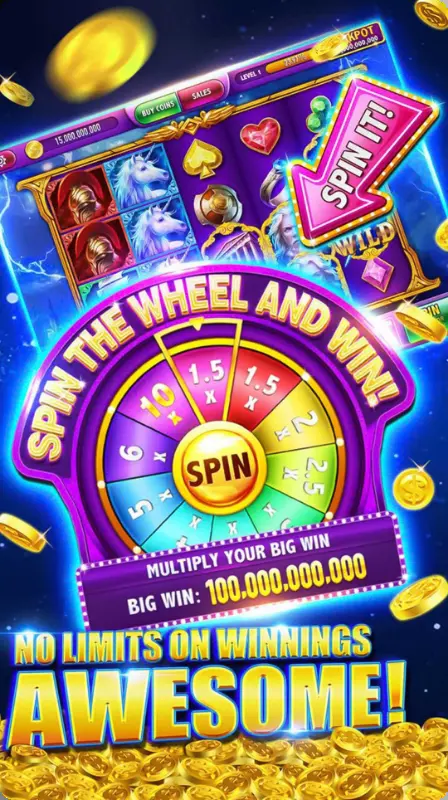 JACKPOT
15,000,000,000
BUY COINS
SALES
LEVEL 1
SPIN IT!
WILD
SPIN THE WHEEL AND WIN!
1.5 X
1.5 X
2 X
2.5 X
5 X
6 X
10 X
SPIN
MULTIPLY YOUR BIG WIN
BIG WIN: 100.000.000.000
NO LIMITS ON WINNINGS
AWESOME!